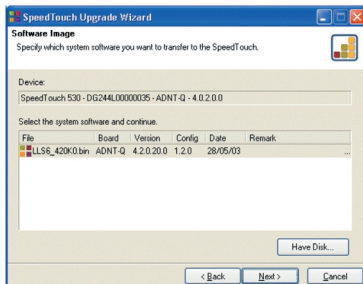 SpeedTouch Upgrade Wizard
Software Image
Specify which system software you want to transfer to the SpeedTouch.
Device:
SpeedTouch 530 - DG244L00000035 - ADNT-Q - 4.0.2.0.0
Select the system software and continue.
File Board Version Config Date Remark
LLS6_420K0.bin ADNT-Q 4.2.0.20.0 1.2.0 28/05/03 ...
Have Disk...
< Back Next > Cancel